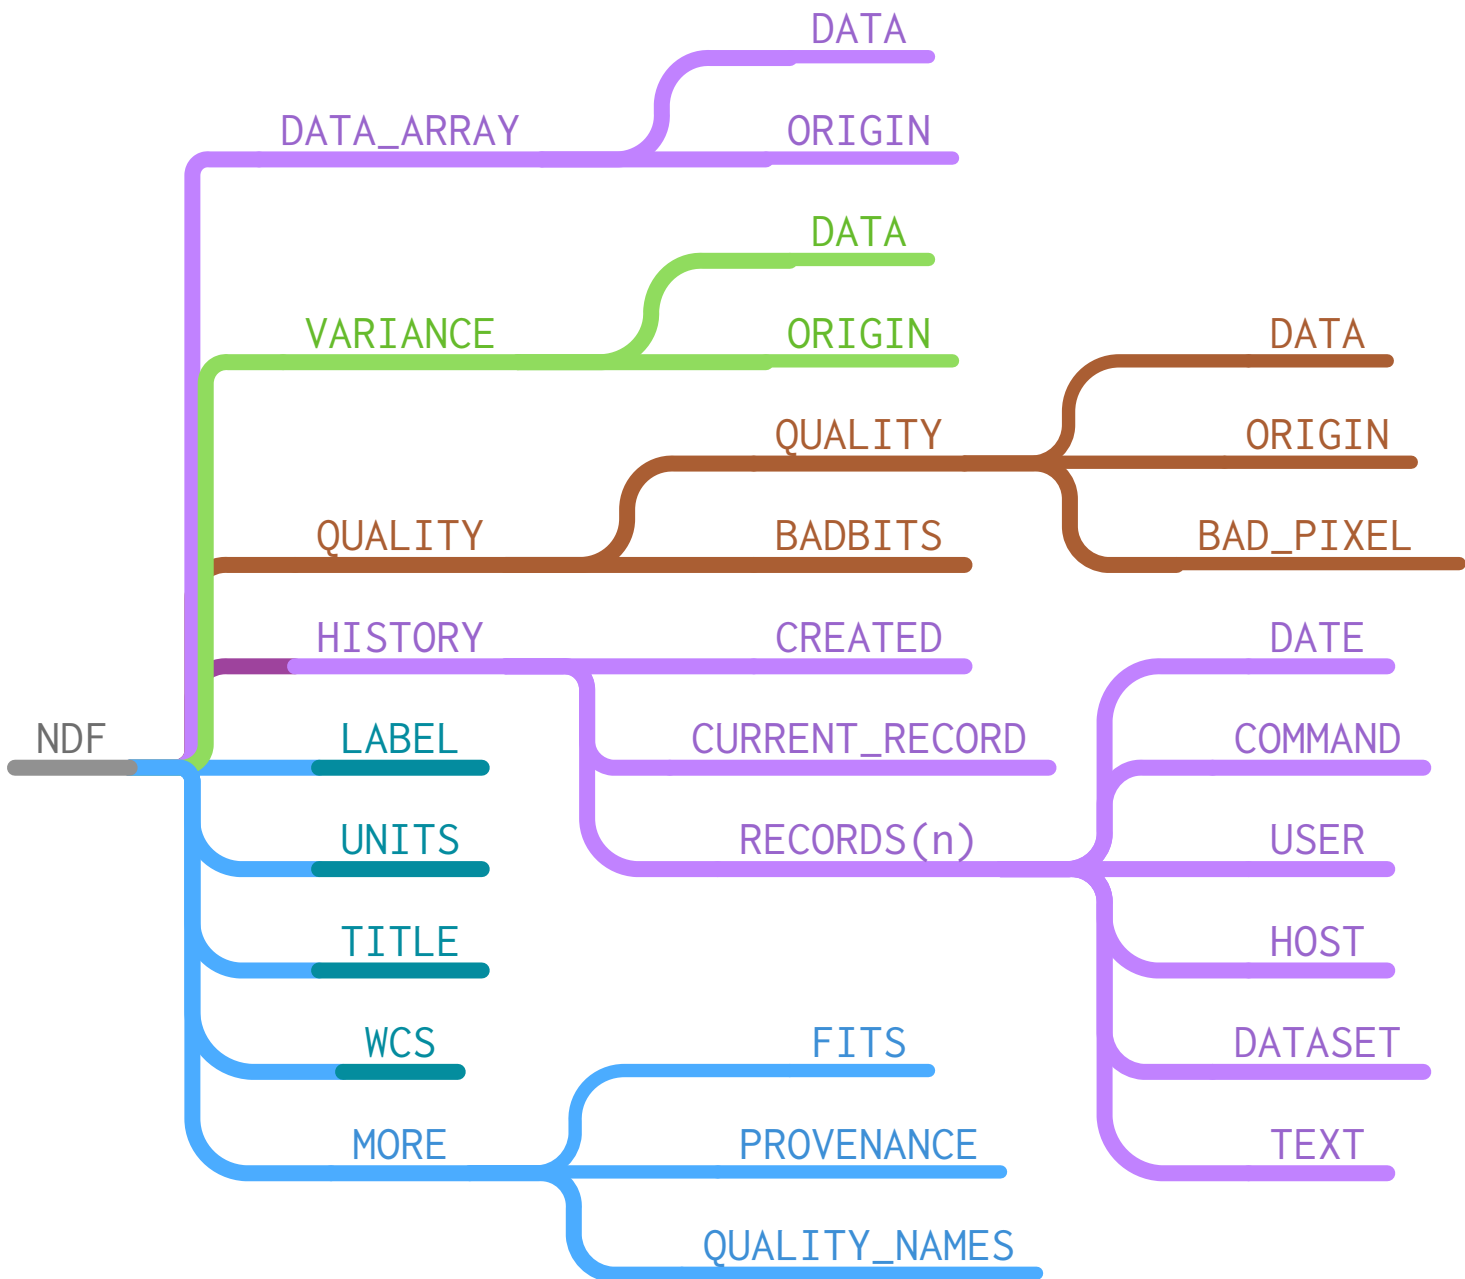 DATA
DATA_ARRAY
ORIGIN
DATA
VARIANCE
ORIGIN
DATA
QUALITY
ORIGIN
QUALITY
BADBITS
BAD_PIXEL
HISTORY
CREATED
DATE
NDF
LABEL
CURRENT_RECORD
COMMAND
UNITS
RECORDS(n)
USER
TITLE
HOST
WCS
FITS
DATASET
MORE
PROVENANCE
TEXT
QUALITY_NAMES